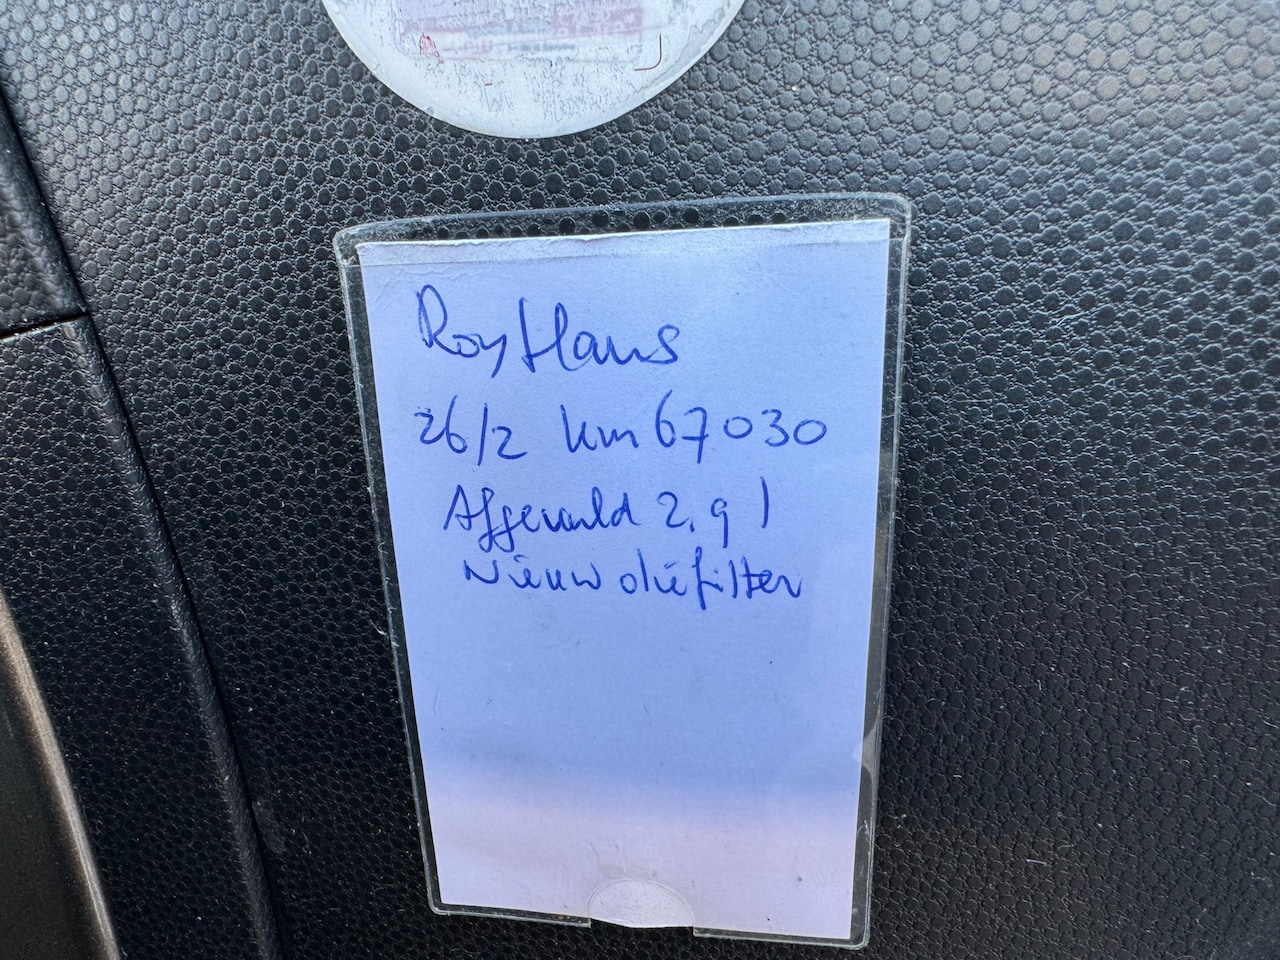 Roy Hans
26/2 km 67030
Afgevuld 2.9 l
Nieuw oliefilter